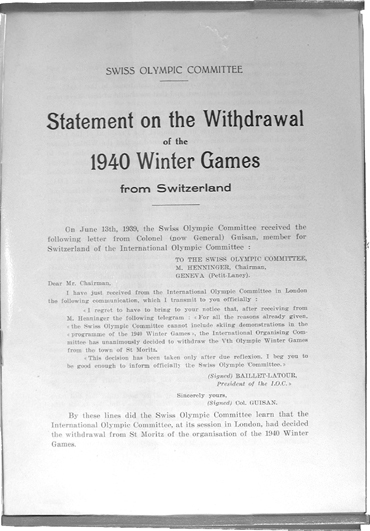 SWISS OLYMPIC COMMITTEE
Statement on the Withdrawal
of the
1940 Winter Games
from Switzerland
On June 13th, 1939, the Swiss Olympic Committee received the
following letter from Colonel (now General) Guisan, member for
Switzerland of the International Olympic Committee :
TO THE SWISS OLYMPIC COMMITTEE,
M. HENNINGER, Chairman,
GENEVA (Petit-Lancy).
Dear Mr. Chairman,
I have just received from the International Olympic Committee in London
the following communication, which I transmit to you officially :
« I regret to have to bring to your notice that, after receiving from
M. Henninger the following telegram : « For all the reasons already given,
« the Swiss Olympic Committee cannot include skiing demonstrations in the
« programme of the 1940 Winter Games », the International Organising Com-
mittee has unanimously decided to withdraw the Vth Olympic Winter Games
from the town of St Moritz.
« This decision has been taken only after due reflexion. I beg you to
be good enough to inform officially the Swiss Olympic Committee. »
(Signed) BAILLET-LATOUR,
President of the I.O.C. »
Sincerely yours,
(Signed) Col. GUISAN.
By these lines did the Swiss Olympic Committee learn that the
International Olympic Committee, at its session in London, had decided
the withdrawal from St Moritz of the organisation of the 1940 Winter
Games.